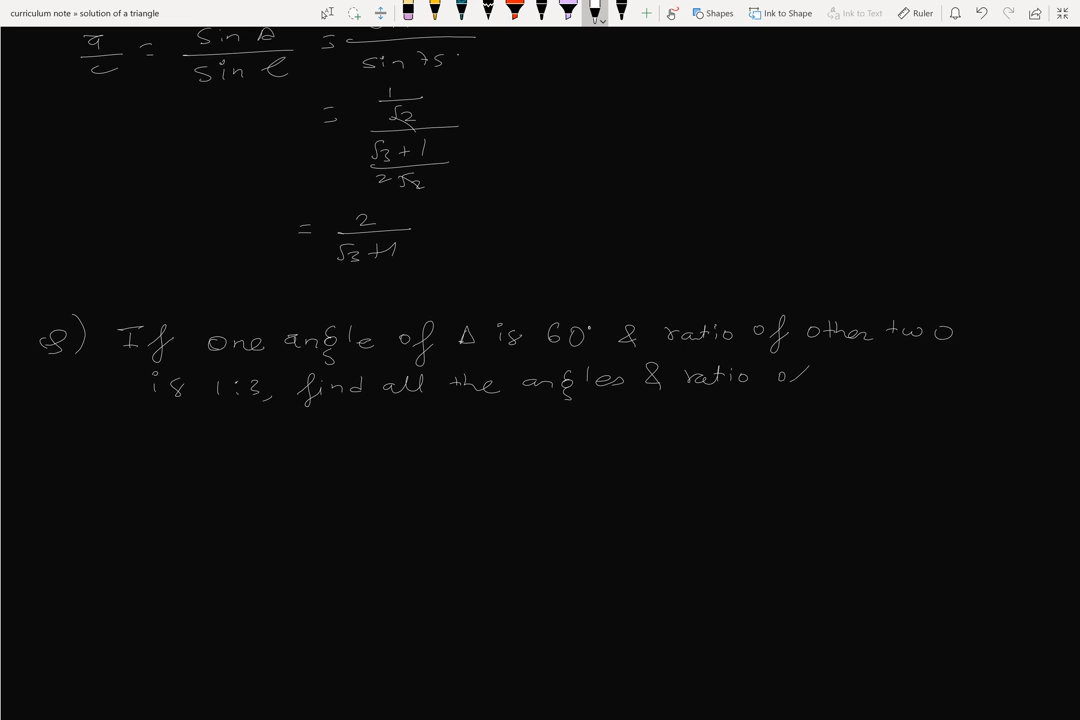 curriculum note » solution of a triangle
Shapes Ink to Shape Ink to Text Ruler
a/c = sin A / sin C = / sin 75°
= (1/√2) / ((√3 + 1)/(2√2))
= 2/(√3 + 1)
Q) If one angle of Δ is 60° & ratio of other two
is 1:3, find all the angles & ratio o